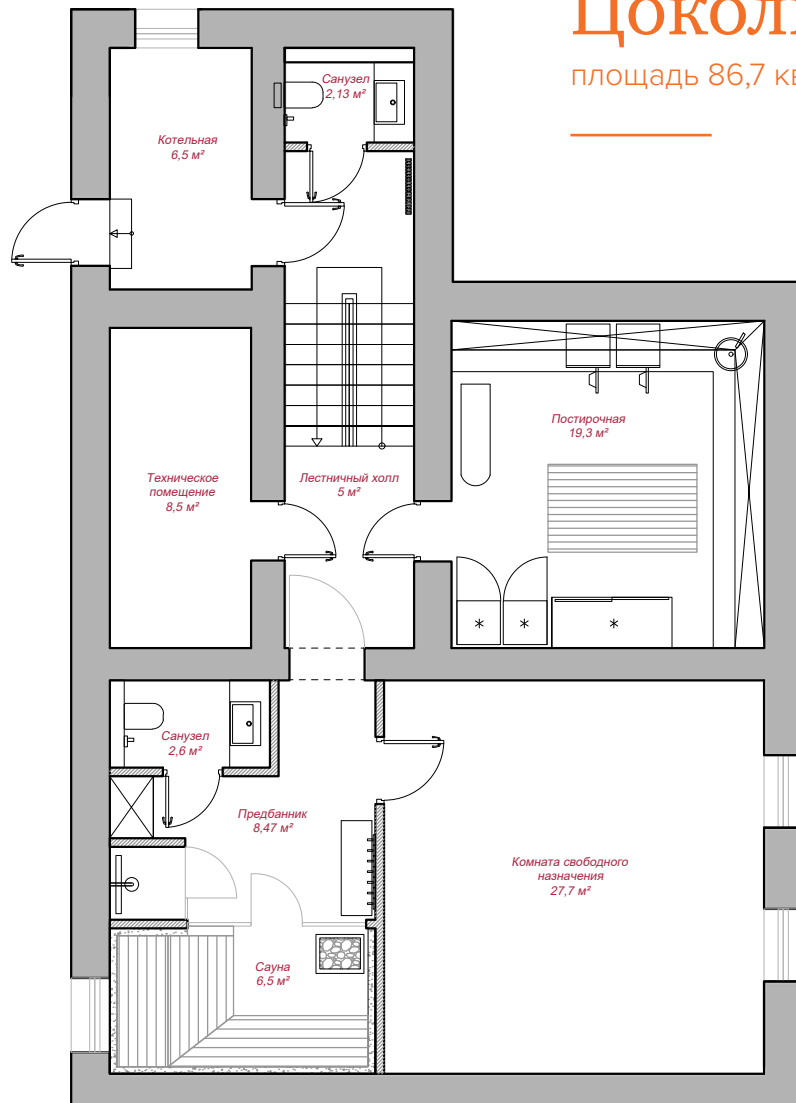 площадь 86,7 кв
Санузел
2,13 м²
Котельная
6,5 м²
Постирочная
19,3 м²
Техническое
помещение
8,5 м²
Лестничный холл
5 м²
Санузел
2,6 м²
Предбанник
8,47 м²
Комната свободного
назначения
27,7 м²
Сауна
6,5 м²